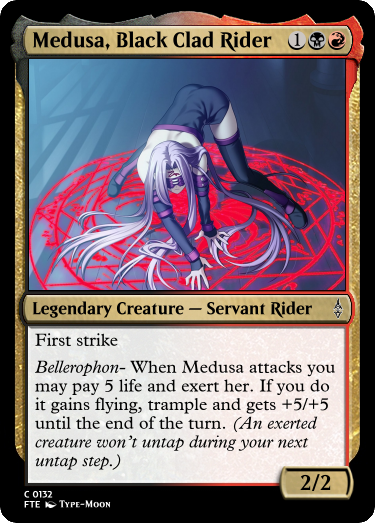 Medusa, Black Clad Rider 1
Legendary Creature — Servant Rider
First strike
Bellerophon- When Medusa attacks you
may pay 5 life and exert her. If you do
it gains flying, trample and gets +5/+5
until the end of the turn. (An exerted
creature won't untap during your next
untap step.)
2/2
C 0132
FTE Type-Moon